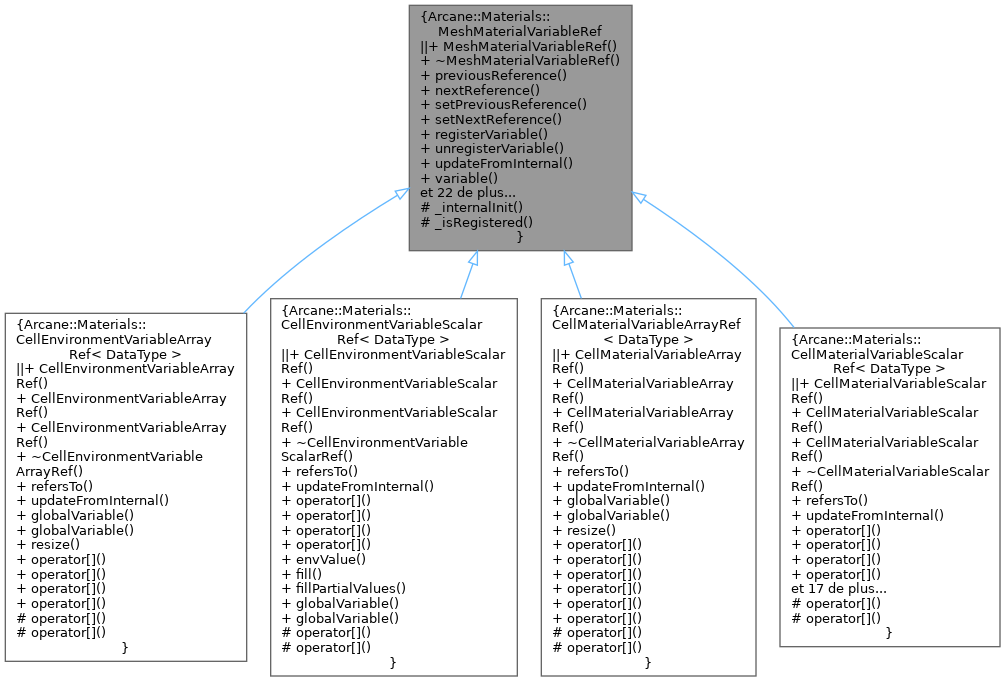 {Arcane::Materials::
MeshMaterialVariableRef
||+ MeshMaterialVariableRef()
+ ~MeshMaterialVariableRef()
+ previousReference()
+ nextReference()
+ setPreviousReference()
+ setNextReference()
+ registerVariable()
+ unregisterVariable()
+ updateFromInternal()
+ variable()
et 22 de plus...
# _internalInit()
# _isRegistered()
}
{Arcane::Materials::
CellEnvironmentVariableArray
Ref< DataType >
||+ CellEnvironmentVariableArray
Ref()
+ CellEnvironmentVariableArray
Ref()
+ CellEnvironmentVariableArray
Ref()
+ ~CellEnvironmentVariable
ArrayRef()
+ refersTo()
+ updateFromInternal()
+ globalVariable()
+ globalVariable()
+ resize()
+ operator[]()
+ operator[]()
+ operator[]()
+ operator[]()
# operator[]()
# operator[]()
}
{Arcane::Materials::
CellEnvironmentVariableScalar
Ref< DataType >
||+ CellEnvironmentVariableScalar
Ref()
+ CellEnvironmentVariableScalar
Ref()
+ CellEnvironmentVariableScalar
Ref()
+ ~CellEnvironmentVariable
ScalarRef()
+ refersTo()
+ updateFromInternal()
+ operator[]()
+ operator[]()
+ operator[]()
+ operator[]()
+ envValue()
+ fill()
+ fillPartialValues()
+ globalVariable()
+ globalVariable()
# operator[]()
# operator[]()
}
{Arcane::Materials::
CellMaterialVariableArrayRef
< DataType >
||+ CellMaterialVariableArray
Ref()
+ CellMaterialVariableArray
Ref()
+ CellMaterialVariableArray
Ref()
+ ~CellMaterialVariableArray
Ref()
+ refersTo()
+ updateFromInternal()
+ globalVariable()
+ globalVariable()
+ resize()
+ operator[]()
+ operator[]()
+ operator[]()
+ operator[]()
+ operator[]()
+ operator[]()
# operator[]()
# operator[]()
}
{Arcane::Materials::
CellMaterialVariableScalar
Ref< DataType >
||+ CellMaterialVariableScalar
Ref()
+ CellMaterialVariableScalar
Ref()
+ CellMaterialVariableScalar
Ref()
+ ~CellMaterialVariableScalar
Ref()
+ refersTo()
+ updateFromInternal()
+ operator[]()
+ operator[]()
+ operator[]()
+ operator[]()
et 17 de plus...
# operator[]()
# operator[]()
}